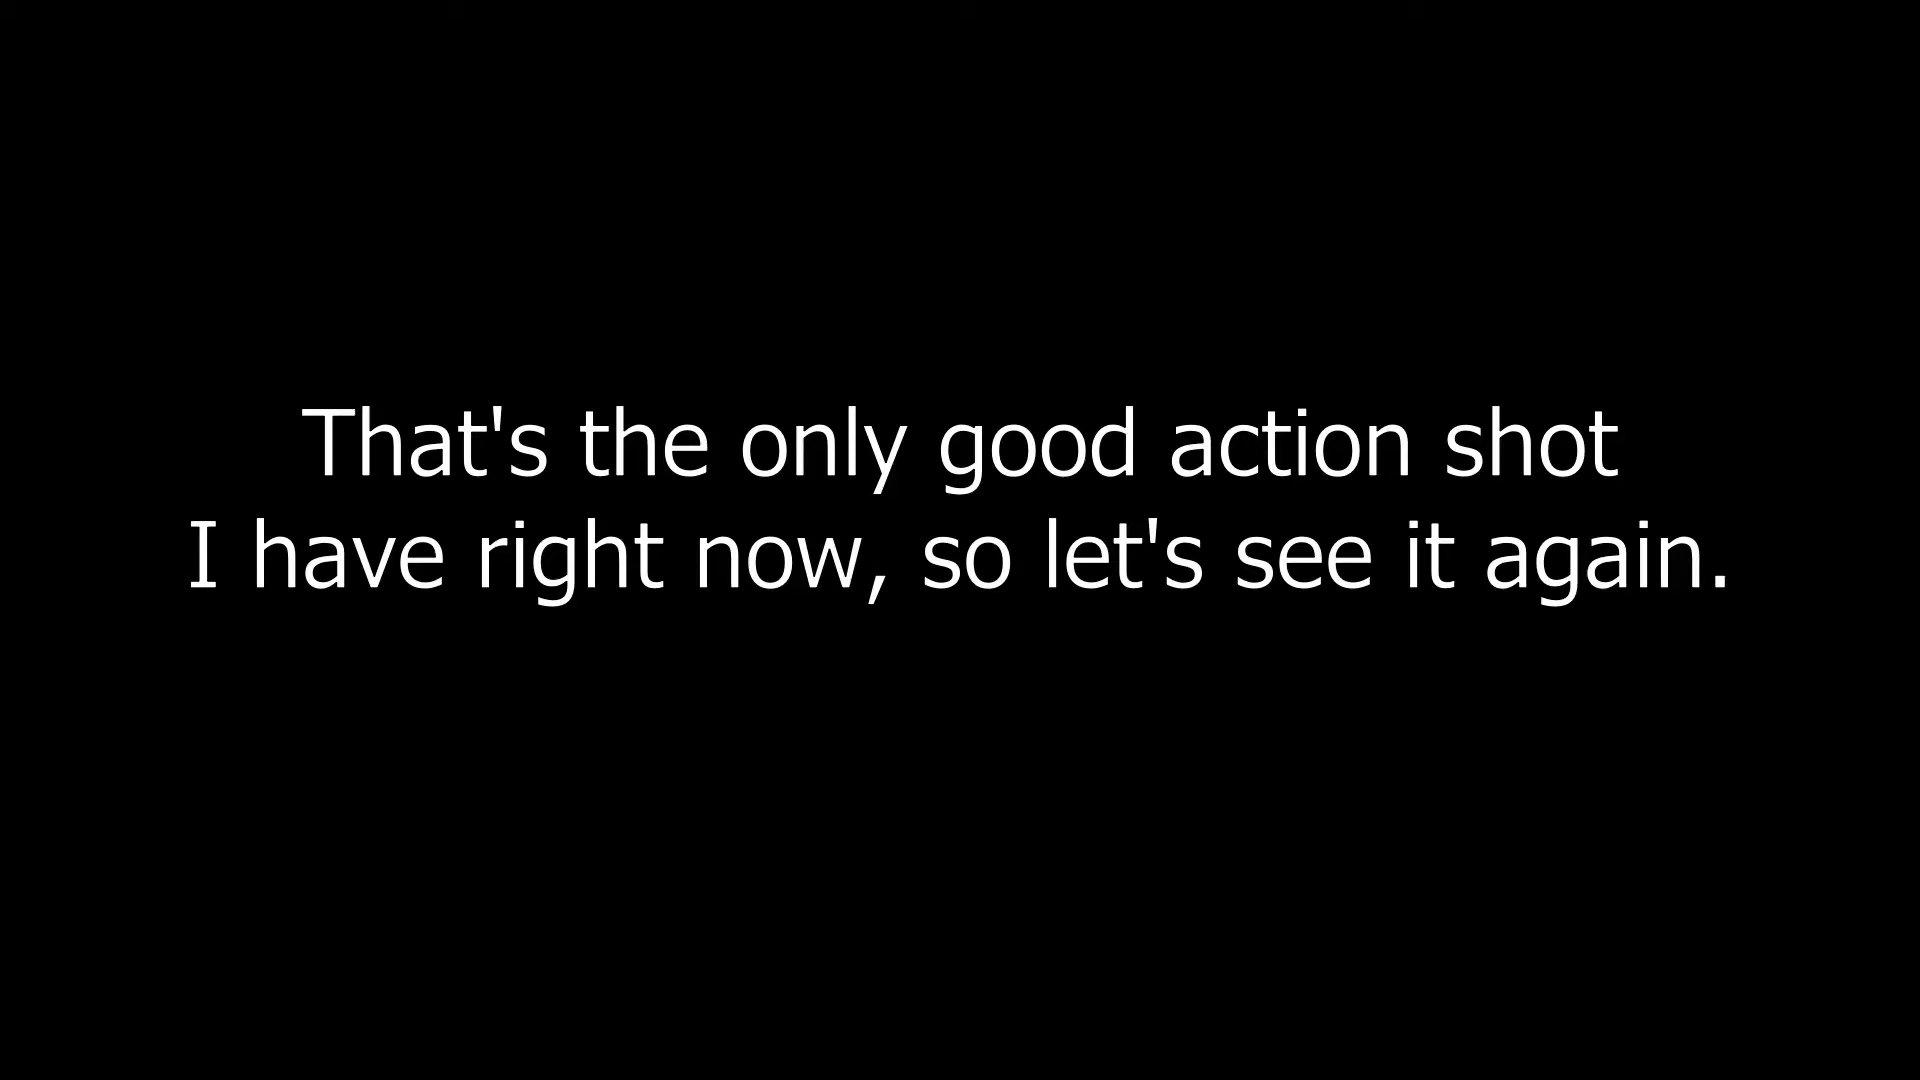 That's the only good action shot
I have right now, so let's see it again.